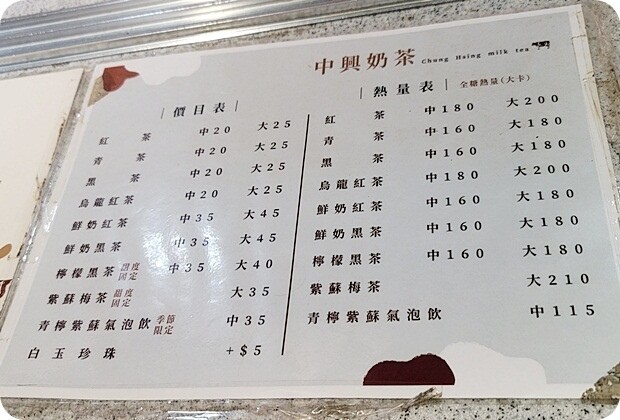 中興奶茶 Chung Hsing milk tea
| 價目表 |
紅茶 中20 大25
青茶 中20 大25
黑茶 中20 大25
烏龍紅茶 中20 大25
鮮奶紅茶 中35 大45
鮮奶黑茶 中35 大45
檸檬黑茶 甜度固定 中35 大40
紫蘇梅茶 甜度固定 大35
青檸紫蘇氣泡飲 季節限定 中35
白玉珍珠 +$5
| 熱量表 | 全糖熱量(大卡)
紅茶 中180 大200
青茶 中160 大180
黑茶 中160 大180
烏龍紅茶 中180 大200
鮮奶紅茶 中160 大180
鮮奶黑茶 中160 大180
檸檬黑茶 中160 大180
紫蘇梅茶 大210
青檸紫蘇氣泡飲 中115